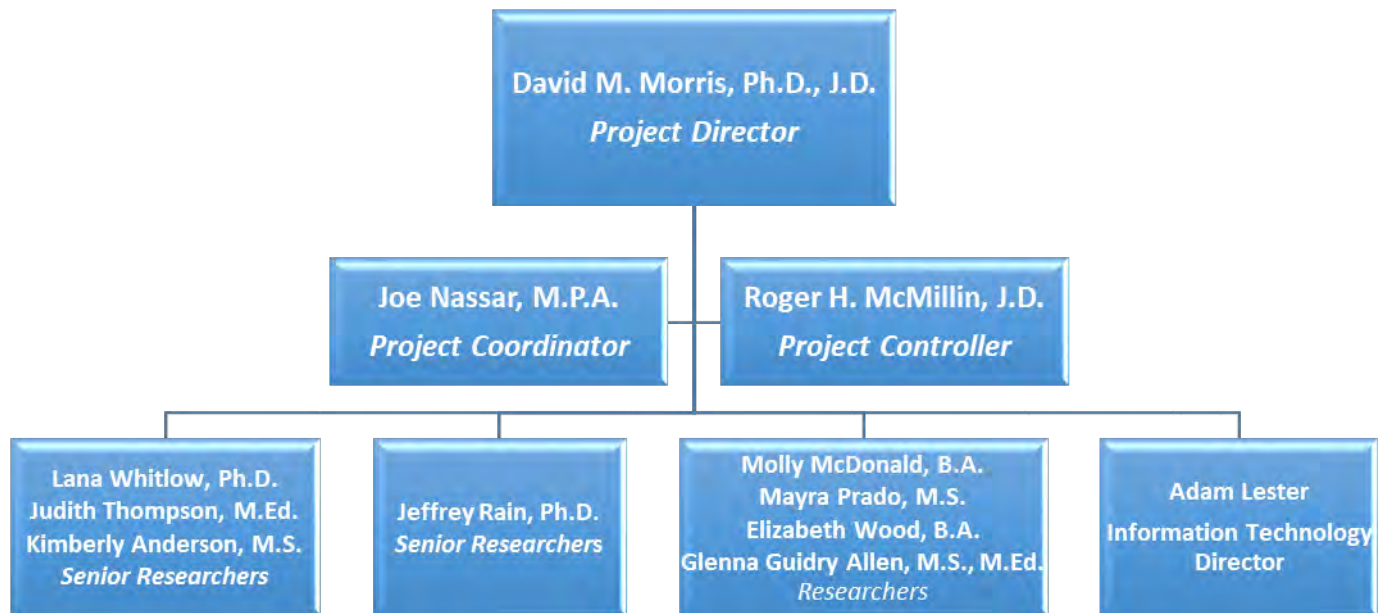 David M. Morris, Ph.D., J.D.
Project Director
Joe Nassar, M.P.A.
Project Coordinator
Roger H. McMillin, J.D.
Project Controller
Lana Whitlow, Ph.D.
Judith Thompson, M.Ed.
Kimberly Anderson, M.S.
Senior Researchers
Jeffrey Rain, Ph.D.
Senior Researchers
Molly McDonald, B.A.
Mayra Prado, M.S.
Elizabeth Wood, B.A.
Glenna Guidry Allen, M.S., M.Ed.
Researchers
Adam Lester
Information Technology
Director